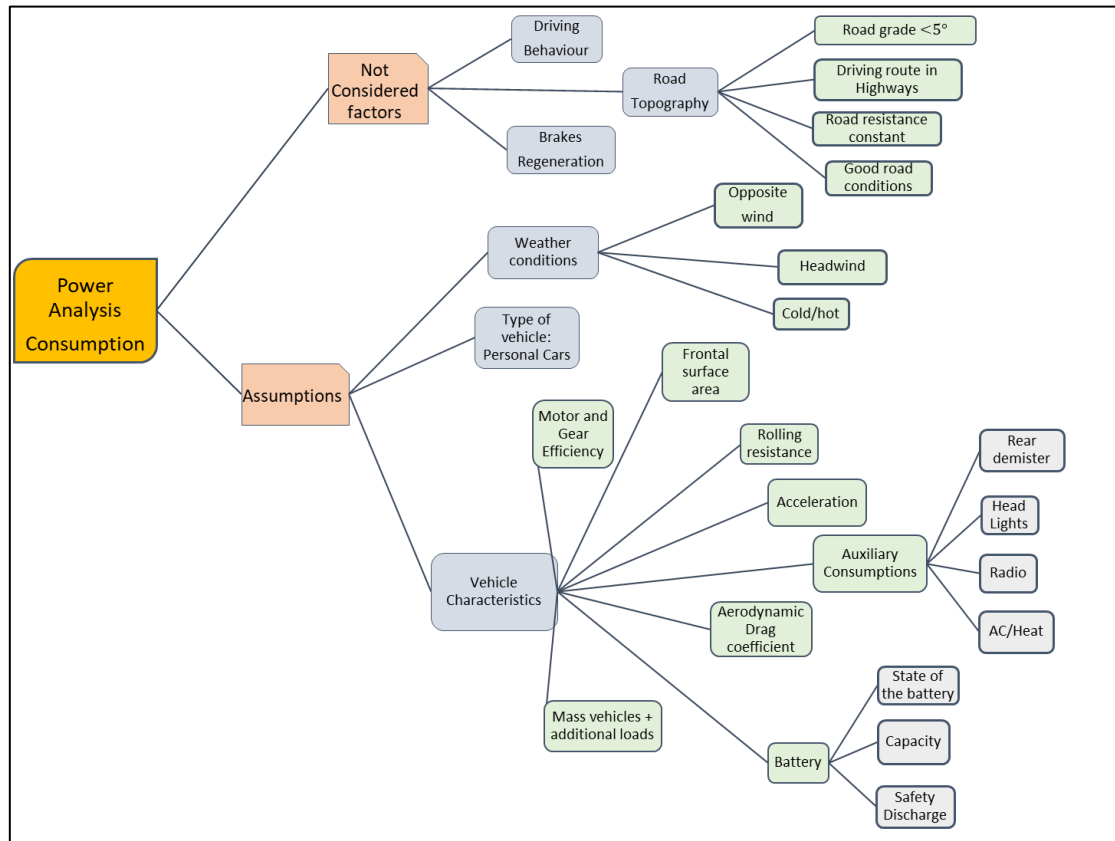 Driving
Behaviour
Not
Considered
factors
Brakes
Regeneration
Road
Topography
Road grade <5°
Driving route in
Highways
Road resistance
constant
Good road
conditions
Power
Analysis
Consumption
Assumptions
Weather
conditions
Opposite
wind
Headwind
Cold/hot
Type of
vehicle:
Personal Cars
Vehicle
Characteristics
Motor and
Gear
Efficiency
Frontal
surface
area
Rolling
resistance
Acceleration
Auxiliary
Consumptions
Rear
demister
Head
Lights
Radio
AC/Heat
Aerodynamic
Drag
coefficient
Mass vehicles +
additional loads
Battery
State of
the battery
Capacity
Safety
Discharge